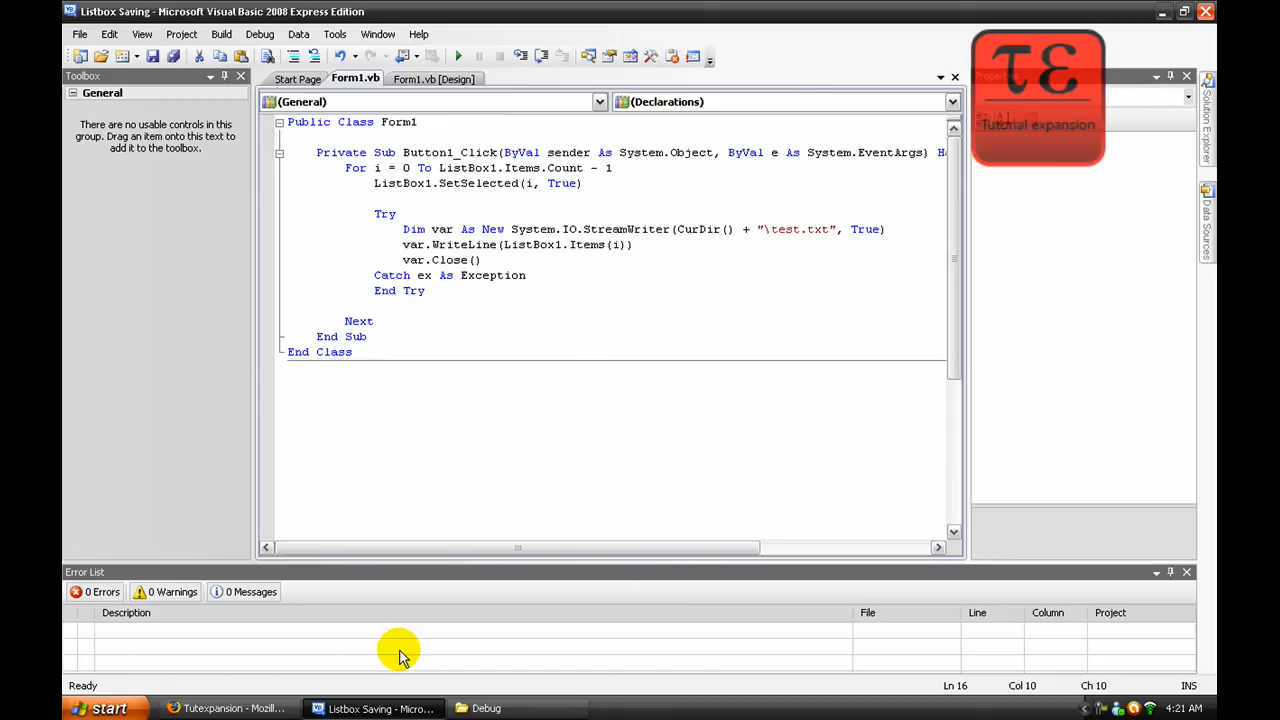 Listbox Saving - Microsoft Visual Basic 2008 Express Edition
File Edit View Project Build Debug Data Tools Window Help
Toolbox
General
There are no usable controls in this
group. Drag an item onto this text to
add it to the toolbox.
Start Page Form1.vb Form1.vb [Design]
(General) (Declarations)
Public Class Form1
Private Sub Button1_Click(ByVal sender As System.Object, ByVal e As System.EventArgs) Ha
For i = 0 To ListBox1.Items.Count - 1
ListBox1.SetSelected(i, True)
Try
Dim var As New System.IO.StreamWriter(CurDir() + "\test.txt", True)
var.WriteLine(ListBox1.Items(i))
var.Close()
Catch ex As Exception
End Try
Next
End Sub
End Class
Properties
τε
Tutorial expansion
Solution Explorer
Data Sources
Error List
0 Errors 0 Warnings 0 Messages
Description File Line Column Project
Ready Ln 16 Col 10 Ch 10 INS
start Tutexpansion - Mozill... Listbox Saving - Micro... Debug 4:21 AM